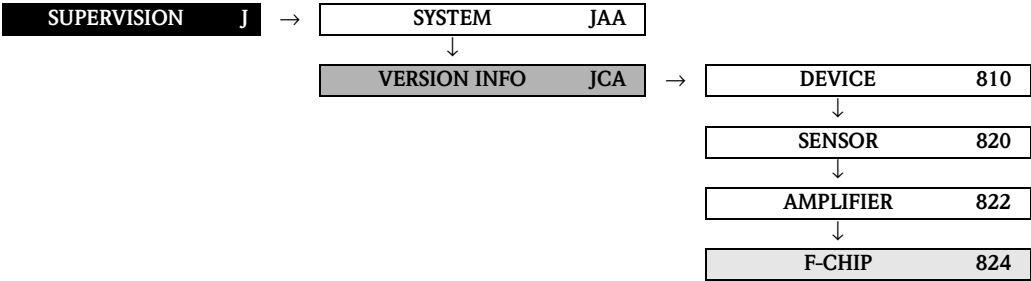 SUPERVISION J → SYSTEM JAA
↓
VERSION INFO JCA → DEVICE 810
↓
SENSOR 820
↓
AMPLIFIER 822
↓
F-CHIP 824